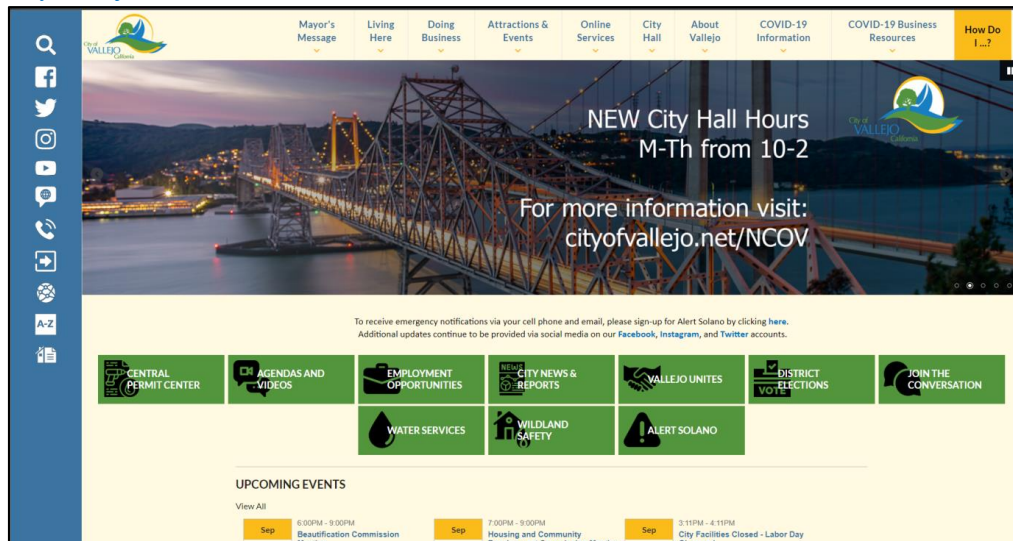 City of
VALLEJO
California
Mayor's
Message
Living
Here
Doing
Business
Attractions &
Events
Online
Services
City
Hall
About
Vallejo
COVID-19
Information
COVID-19 Business
Resources
How Do
I ...?
NEW City Hall Hours
M-Th from 10-2
For more information visit:
cityofvallejo.net/NCOV
City of
VALLEJO
California
A-Z
To receive emergency notifications via your cell phone and email, please sign-up for Alert Solano by clicking here.
Additional updates continue to be provided via social media on our Facebook, Instagram, and Twitter accounts.
CENTRAL
PERMIT CENTER
AGENDAS AND
VIDEOS
EMPLOYMENT
OPPORTUNITIES
NEWS
CITY NEWS &
REPORTS
VALLEJO UNITES
VOTE
DISTRICT
ELECTIONS
JOIN THE
CONVERSATION
WATER SERVICES
WILDLAND
SAFETY
ALERT SOLANO
UPCOMING EVENTS
View All
Sep
6:00PM - 9:00PM
Beautification Commission
Sep
7:00PM - 9:00PM
Housing and Community
Sep
3:11PM - 4:11PM
City Facilities Closed - Labor Day